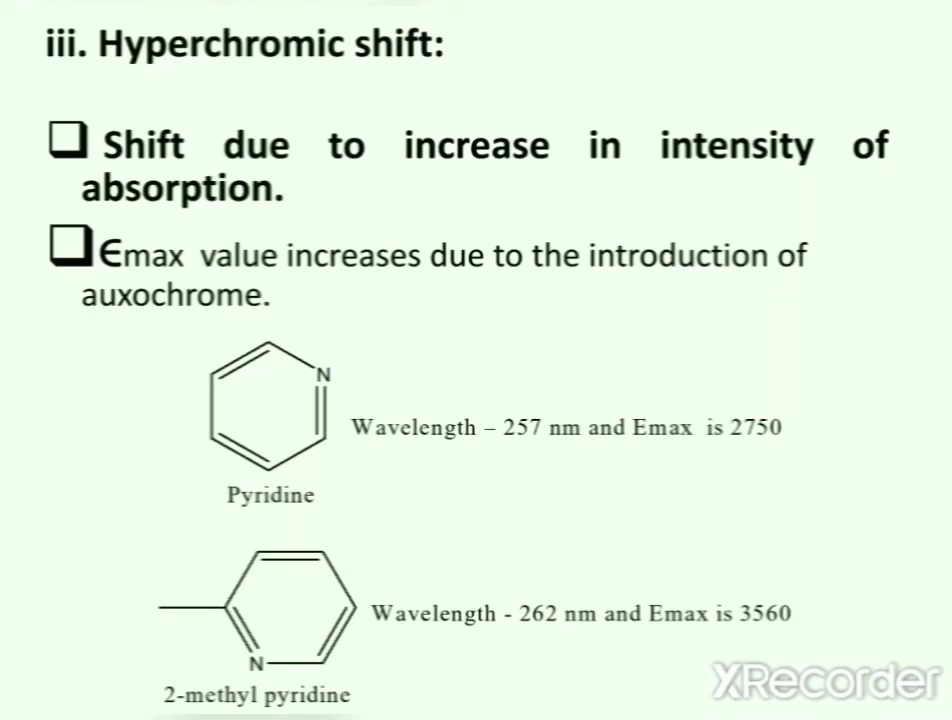 iii. Hyperchromic shift:
❑ Shift due to increase in intensity of
absorption.
❑ Єmax value increases due to the introduction of
auxochrome.
N
Wavelength – 257 nm and Emax is 2750
Pyridine
Wavelength - 262 nm and Emax is 3560
N
2-methyl pyridine
XRecorder